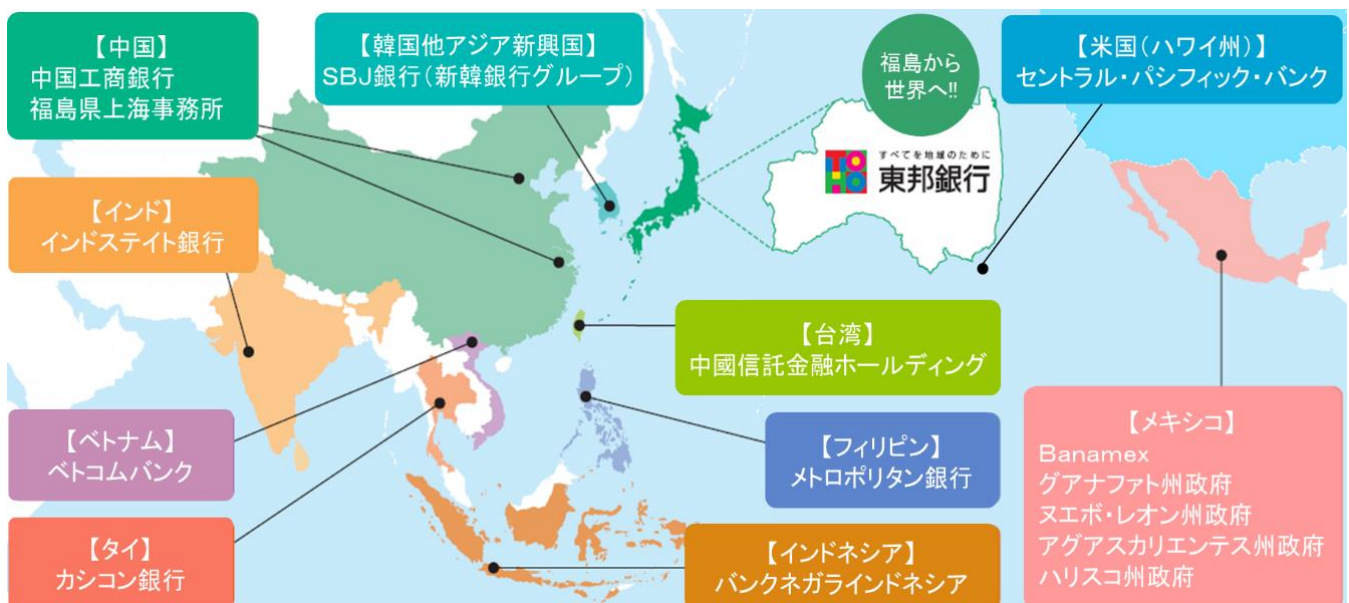 【中国】
中国工商銀行
福島県上海事務所
【韓国他アジア新興国】
SBJ銀行(新韓銀行グループ)
福島から
世界へ!!
【米国(ハワイ州)】
セントラル・パシフィック・バンク
TOHO
すべてを地域のために
東邦銀行
【インド】
インドステイト銀行
【台湾】
中國信託金融ホールディング
【ベトナム】
ベトコムバンク
【フィリピン】
メトロポリタン銀行
【メキシコ】
Banamex
グアナファト州政府
ヌエボ・レオン州政府
アグアスカリエンテス州政府
ハリスコ州政府
【タイ】
カシコン銀行
【インドネシア】
バンクネガラインドネシア